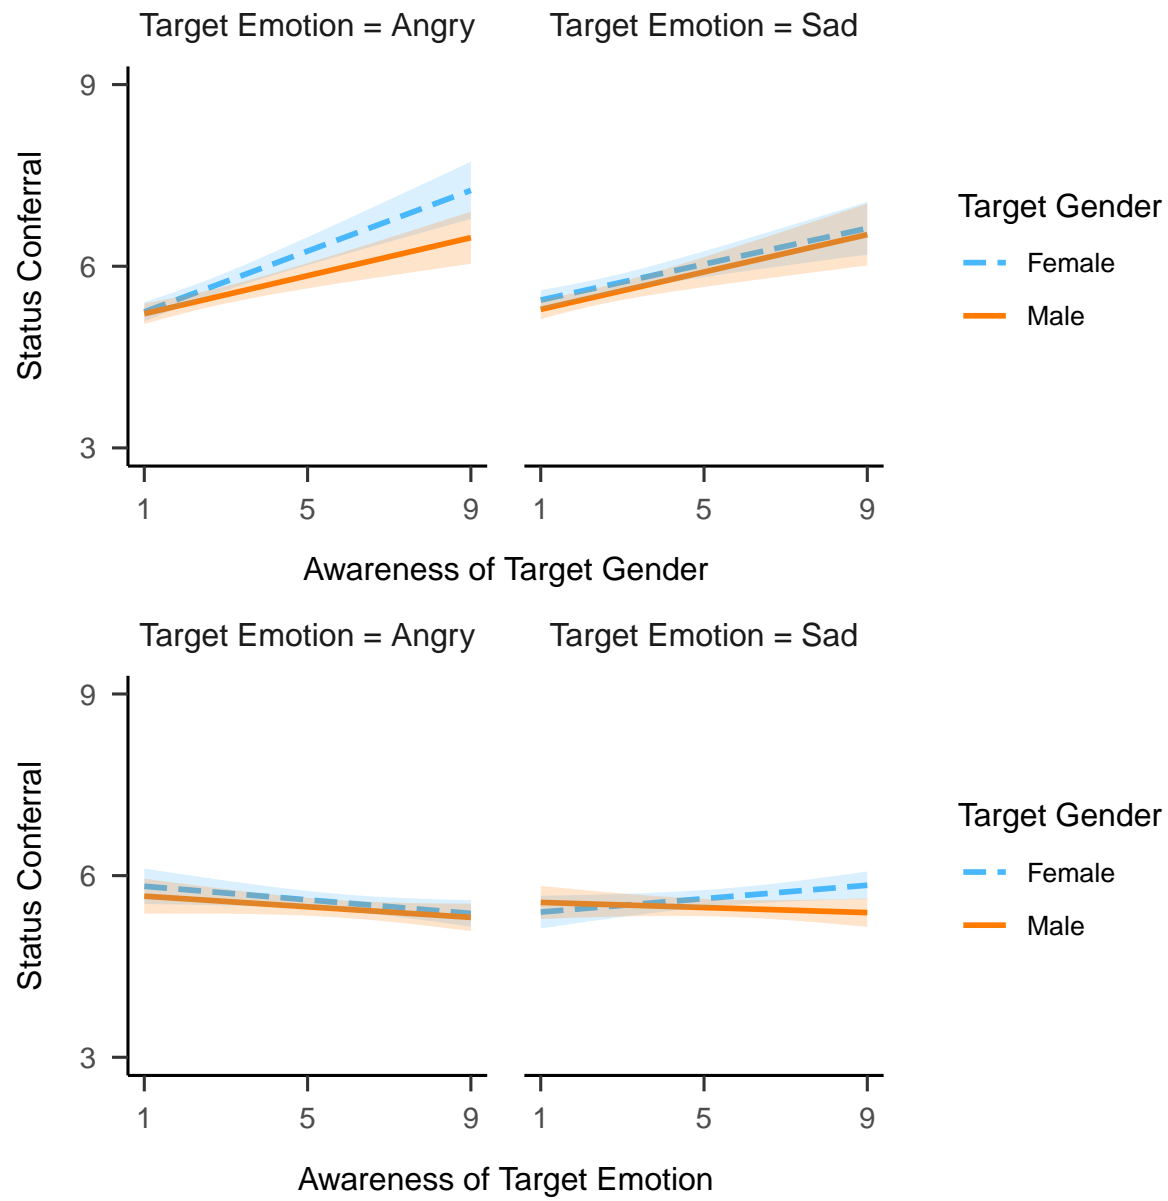 Target Emotion = Angry
Target Emotion = Sad
9
6
3
Status Conferral
1 5 9
1 5 9
Awareness of Target Gender
Target Gender
Female
Male
Target Emotion = Angry
Target Emotion = Sad
9
6
3
Status Conferral
1 5 9
1 5 9
Awareness of Target Emotion
Target Gender
Female
Male